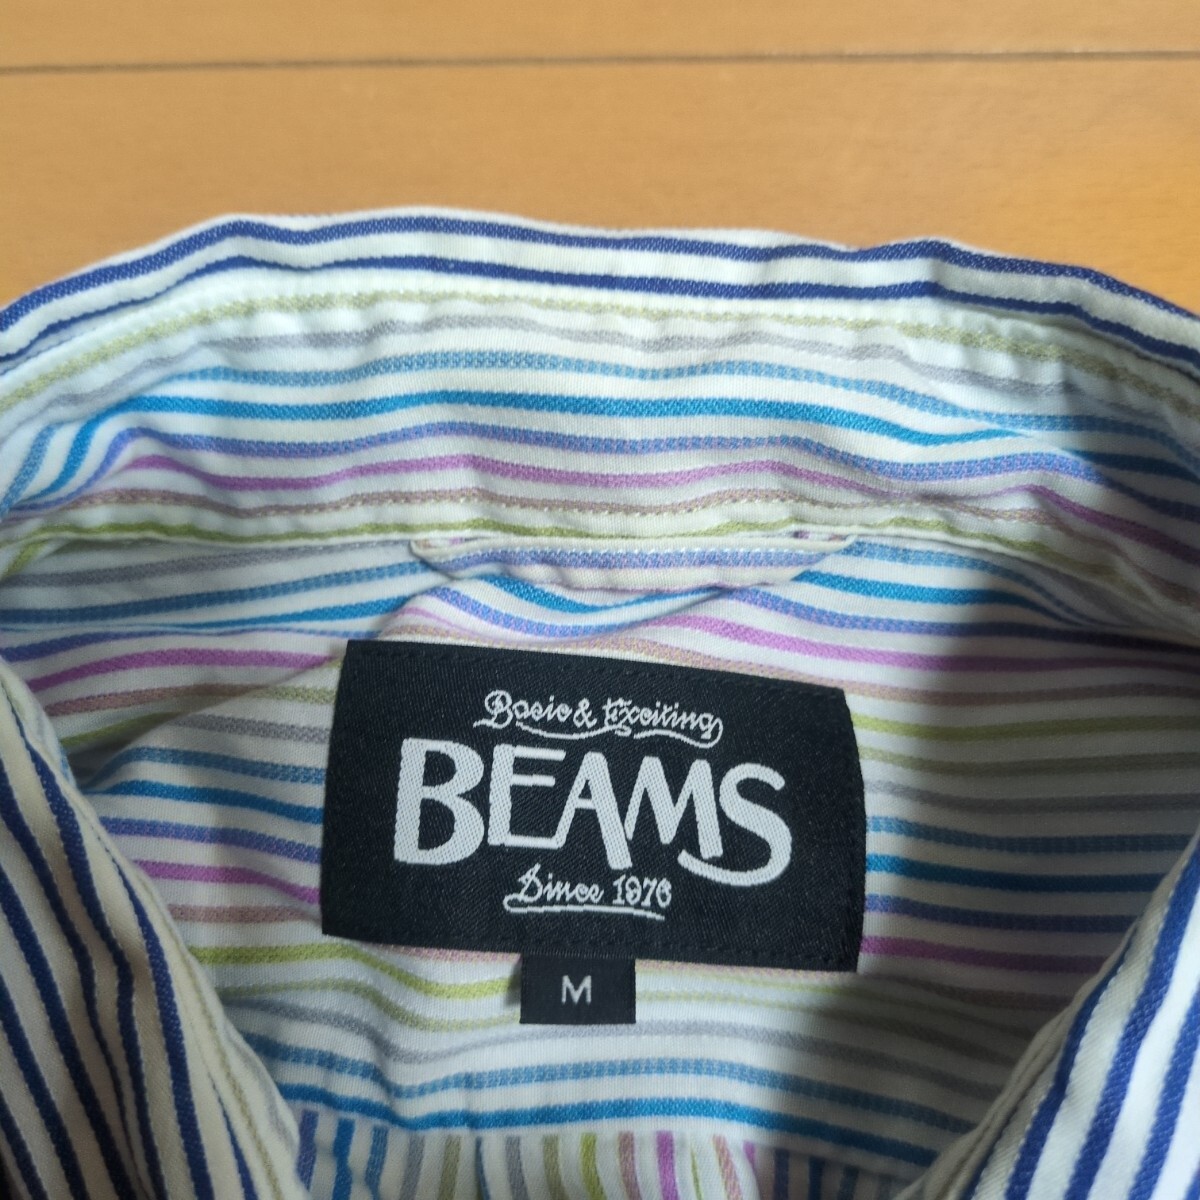 Basic & Exciting
BEAMS
Since 1976
M